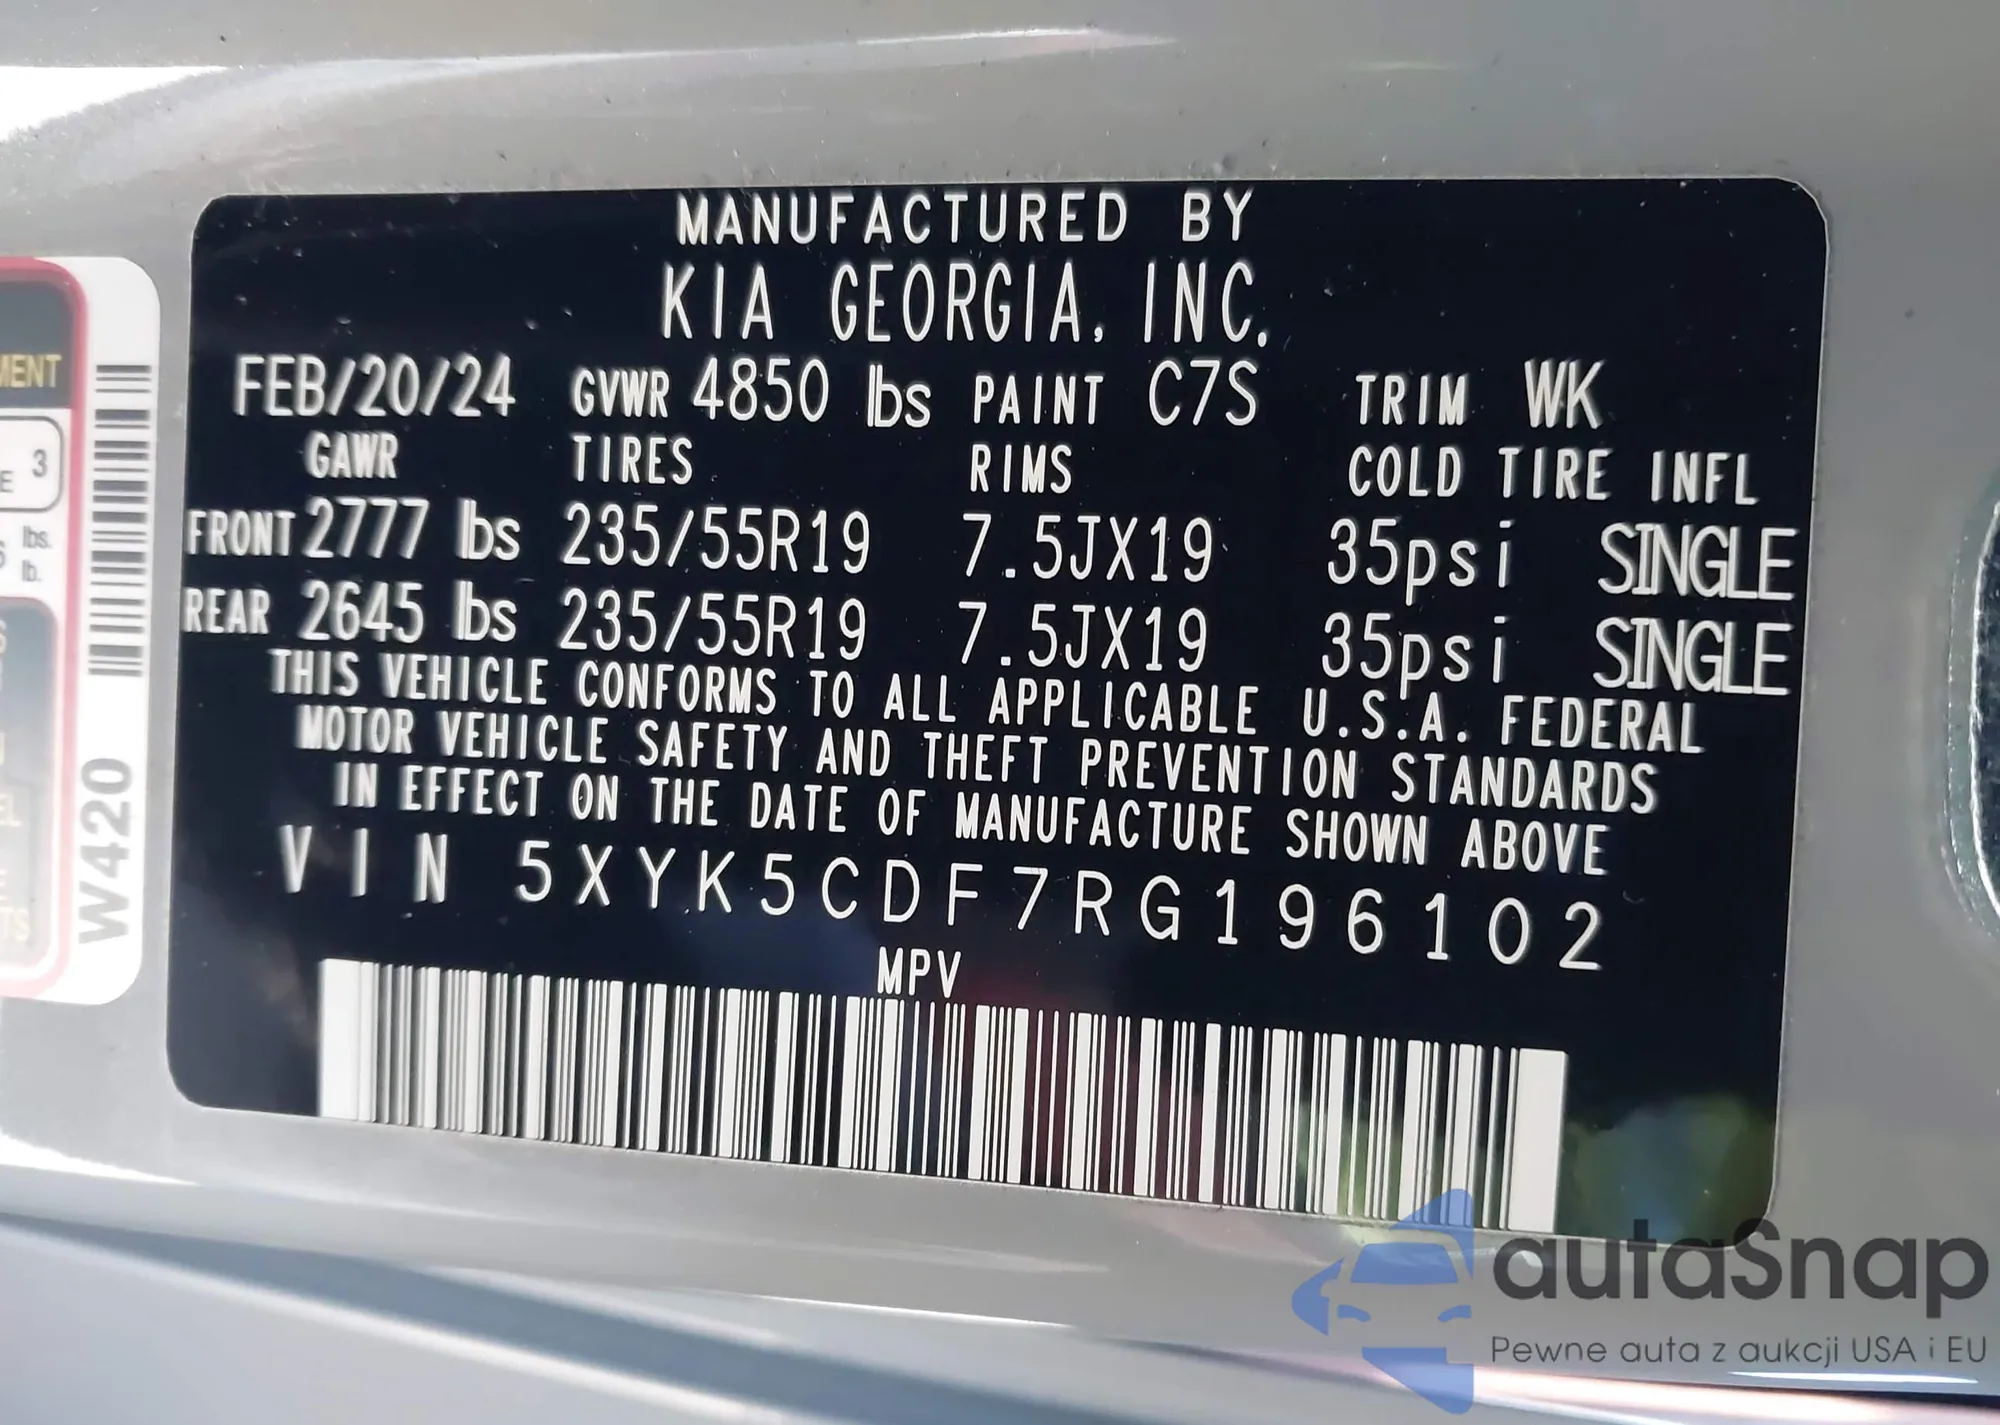 MANUFACTURED BY
KIA GEORGIA, INC.
FEB/20/24 GVWR 4850 lbs PAINT C7S TRIM WK
GAWR TIRES RIMS COLD TIRE INFL
FRONT 2777 lbs 235/55R19 7.5JX19 35psi SINGLE
REAR 2645 lbs 235/55R19 7.5JX19 35psi SINGLE
THIS VEHICLE CONFORMS TO ALL APPLICABLE U.S.A. FEDERAL
MOTOR VEHICLE SAFETY AND THEFT PREVENTION STANDARDS
IN EFFECT ON THE DATE OF MANUFACTURE SHOWN ABOVE
VIN 5XYK5CDF7RG196102
MPV
3
lbs.
lb.
W420
autaSnap
Pewne auta z aukcji USA i EU